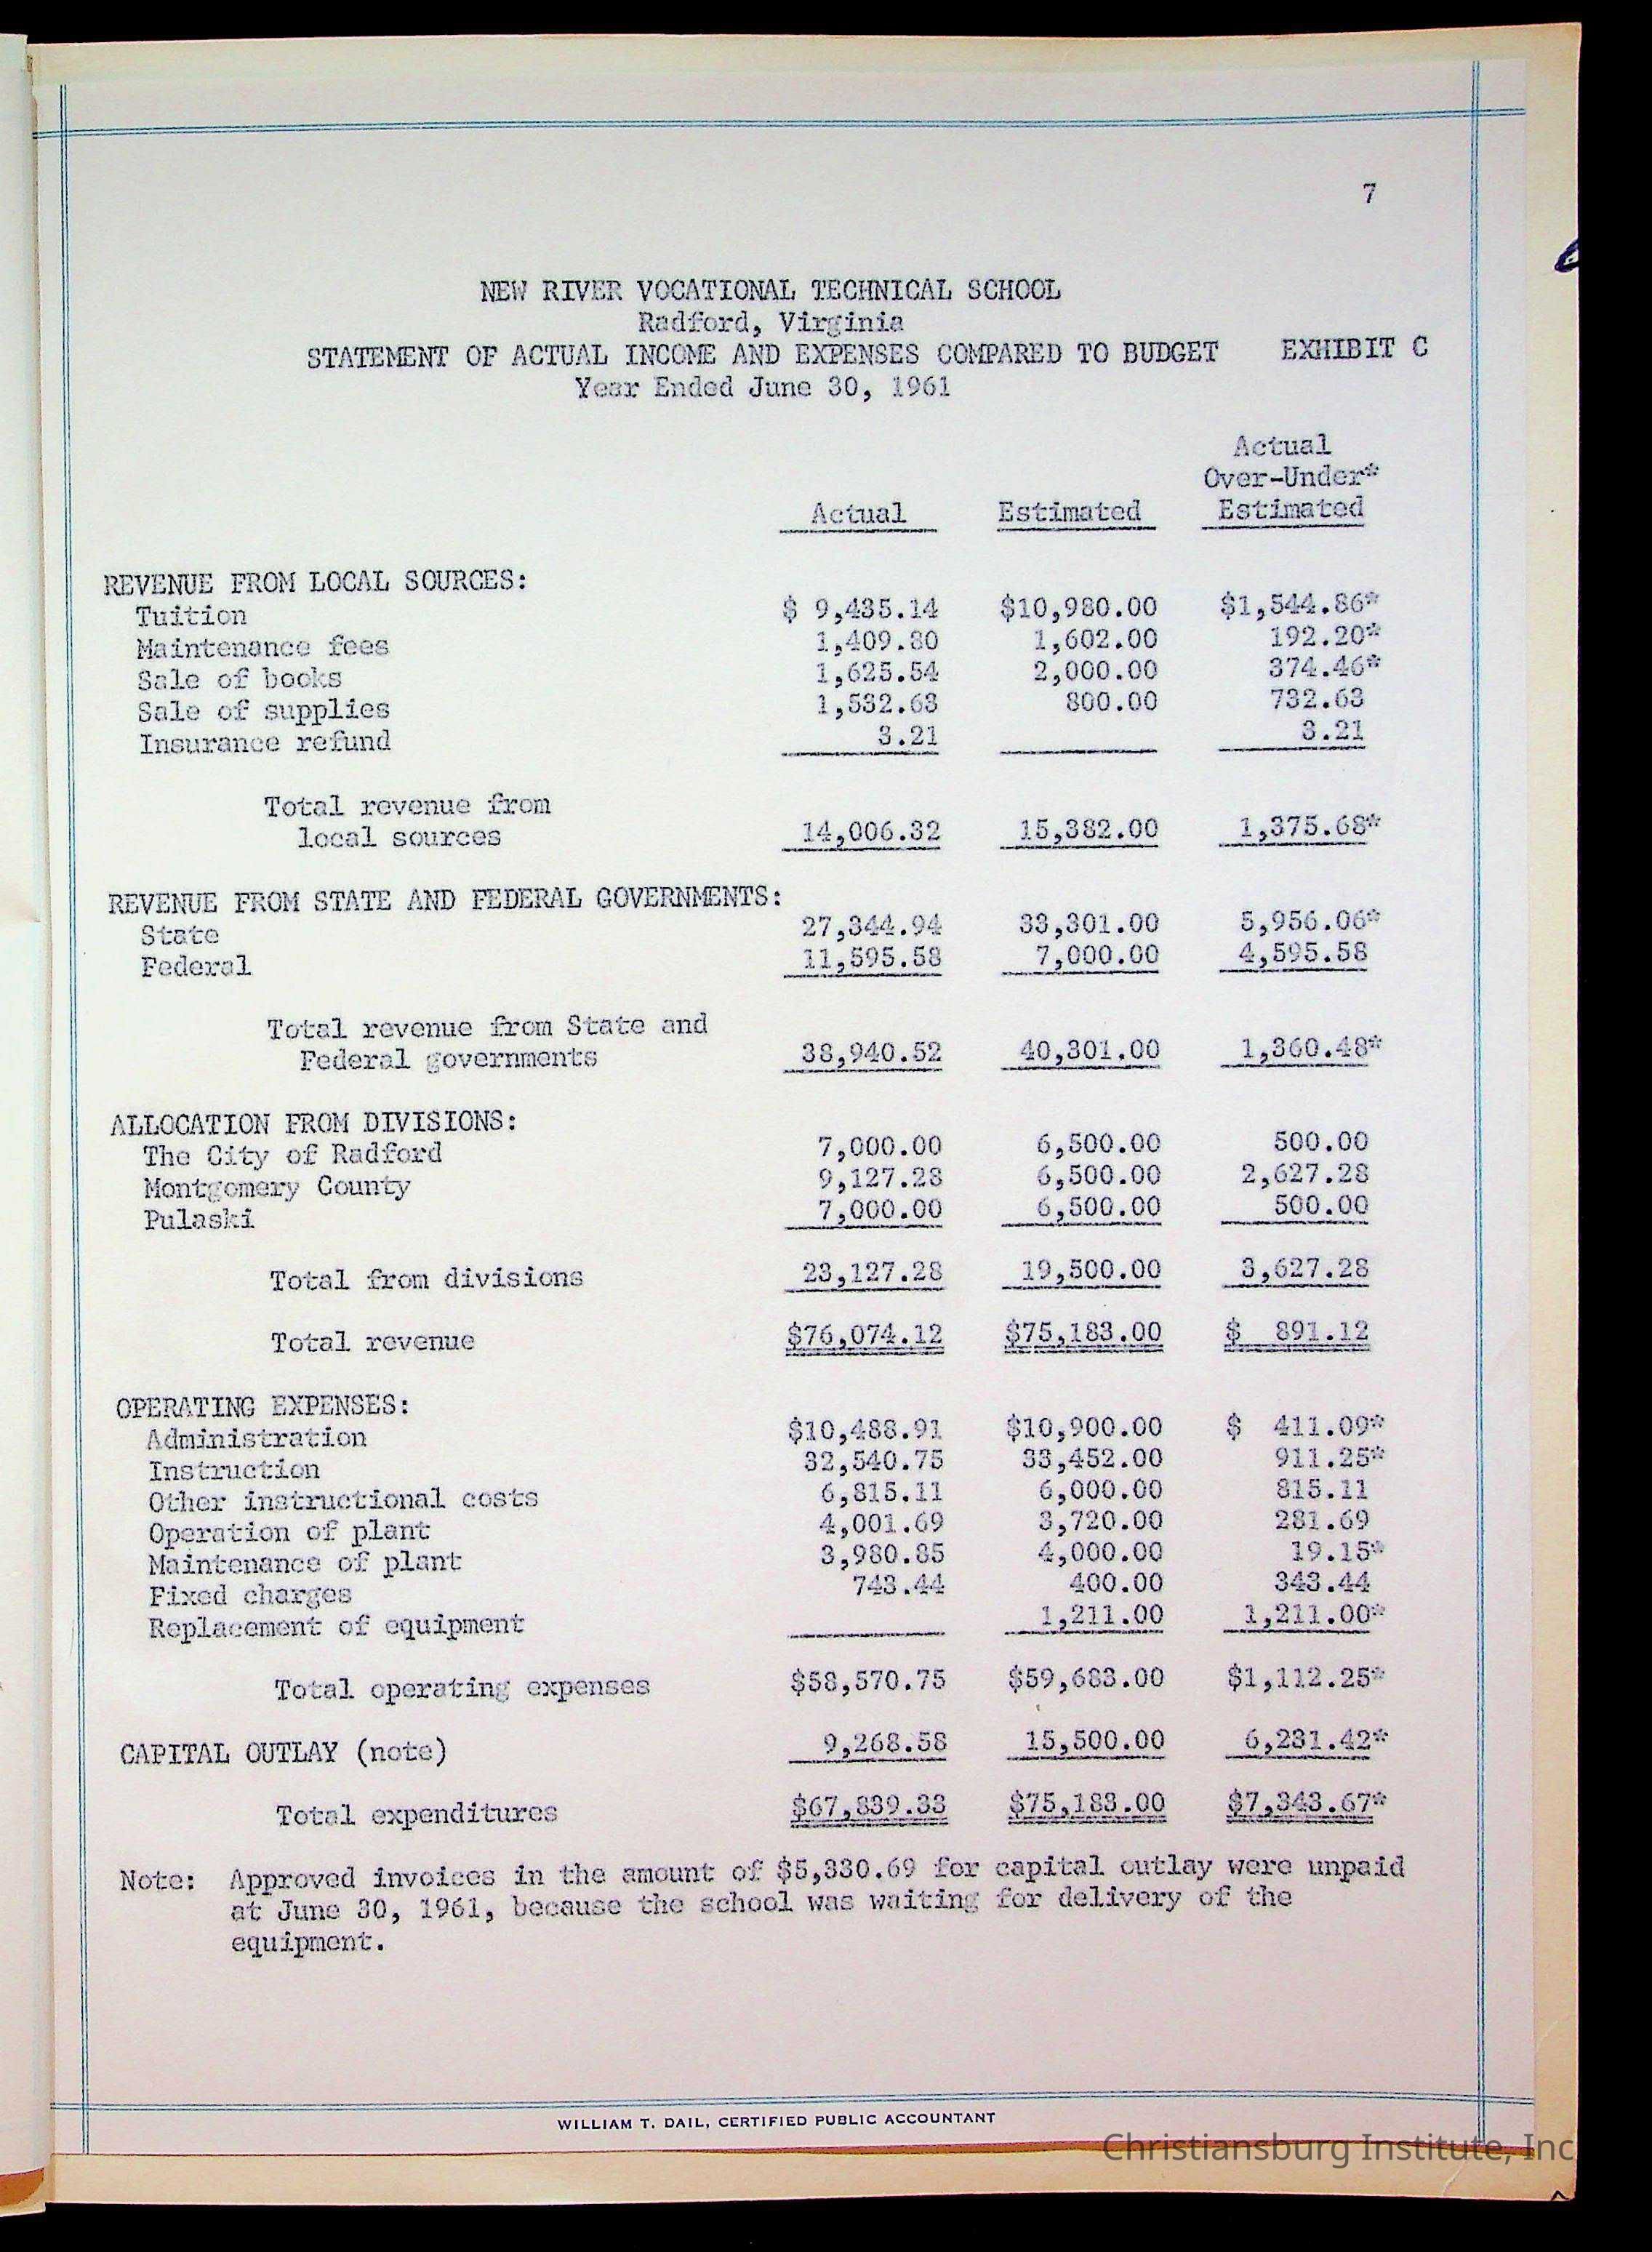 7
NEW RIVER VOCATIONAL TECHNICAL SCHOOL
Radford, Virginia
STATEMENT OF ACTUAL INCOME AND EXPENSES COMPARED TO BUDGET EXHIBIT C
Year Ended June 30, 1961
Actual
Over-Under*
Actual Estimated Estimated
REVENUE FROM LOCAL SOURCES:
Tuition $ 9,435.14 $10,980.00 $1,544.86*
Maintenance fees 1,409.80 1,602.00 192.20*
Sale of books 1,625.54 2,000.00 374.46*
Sale of supplies 1,532.63 800.00 732.63
Insurance refund 3.21 3.21
Total revenue from
local sources 14,006.32 15,382.00 1,375.68*
REVENUE FROM STATE AND FEDERAL GOVERNMENTS:
State 27,344.94 33,301.00 5,956.06*
Federal 11,595.58 7,000.00 4,595.58
Total revenue from State and
Federal governments 38,940.52 40,301.00 1,360.48*
ALLOCATION FROM DIVISIONS:
The City of Radford 7,000.00 6,500.00 500.00
Montgomery County 9,127.28 6,500.00 2,627.28
Pulaski 7,000.00 6,500.00 500.00
Total from divisions 23,127.28 19,500.00 3,627.28
Total revenue $76,074.12 $75,183.00 $ 891.12
OPERATING EXPENSES:
Administration $10,488.91 $10,900.00 $ 411.09*
Instruction 32,540.75 33,452.00 911.25*
Other instructional costs 6,815.11 6,000.00 815.11
Operation of plant 4,001.69 3,720.00 281.69
Maintenance of plant 3,980.85 4,000.00 19.15*
Fixed charges 743.44 400.00 343.44
Replacement of equipment 1,211.00 1,211.00*
Total operating expenses $58,570.75 $59,683.00 $1,112.25*
CAPITAL OUTLAY (note) 9,268.58 15,500.00 6,231.42*
Total expenditures $67,839.33 $75,183.00 $7,343.67*
Note: Approved invoices in the amount of $5,330.69 for capital outlay were unpaid
at June 30, 1961, because the school was waiting for delivery of the
equipment.
WILLIAM T. DAIL, CERTIFIED PUBLIC ACCOUNTANT
Christiansburg Institute, Inc